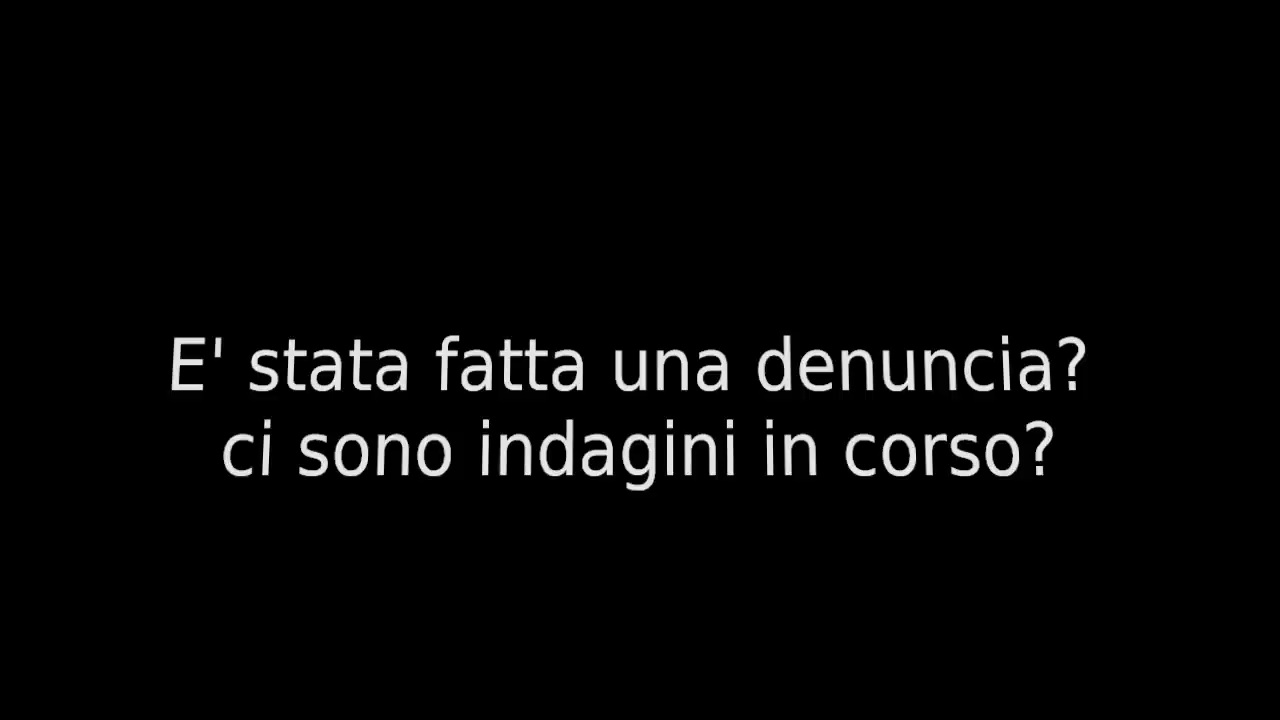 E' stata fatta una denuncia?
ci sono indagini in corso?